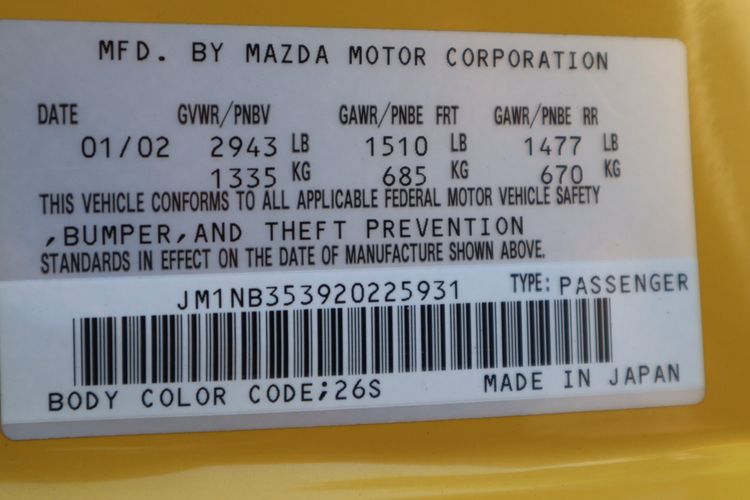 MFD. BY MAZDA MOTOR CORPORATION
DATE GVWR/PNBV GAWR/PNBE FRT GAWR/PNBE RR
01/02 2943 LB 1510 LB 1477 LB
1335 KG 685 KG 670 KG
THIS VEHICLE CONFORMS TO ALL APPLICABLE FEDERAL MOTOR VEHICLE SAFETY
,BUMPER,AND THEFT PREVENTION
STANDARDS IN EFFECT ON THE DATE OF MANUFACTURE SHOWN ABOVE.
JM1NB353920225931 TYPE: PASSENGER
BODY COLOR CODE;26S MADE IN JAPAN